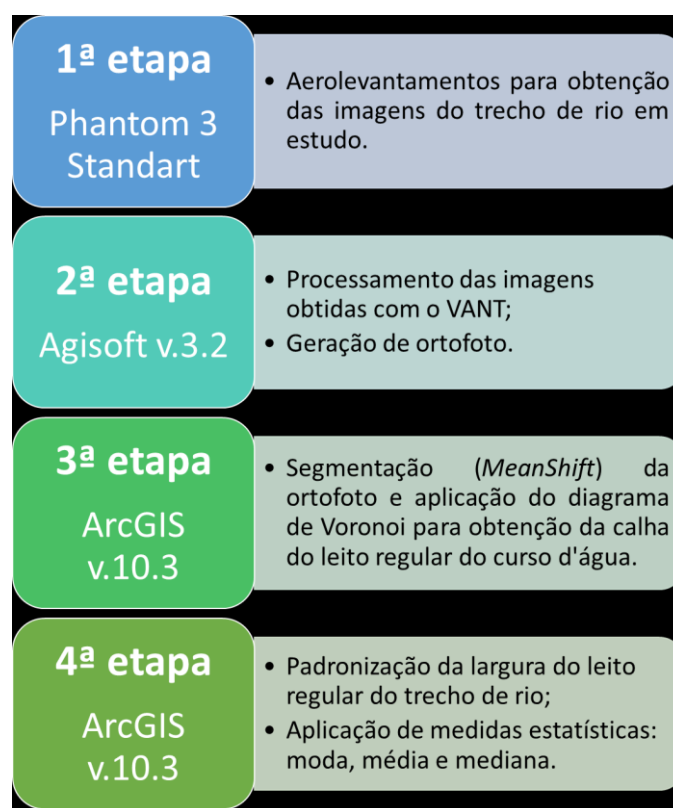 1ª etapa
Phantom 3
Standart
• Aerolevantamentos para obtenção
das imagens do trecho de rio em
estudo.
2ª etapa
Agisoft v.3.2
• Processamento das imagens
obtidas com o VANT;
• Geração de ortofoto.
3ª etapa
ArcGIS
v.10.3
• Segmentação (MeanShift) da
ortofoto e aplicação do diagrama
de Voronoi para obtenção da calha
do leito regular do curso d'água.
4ª etapa
ArcGIS
v.10.3
• Padronização da largura do leito
regular do trecho de rio;
• Aplicação de medidas estatísticas:
moda, média e mediana.